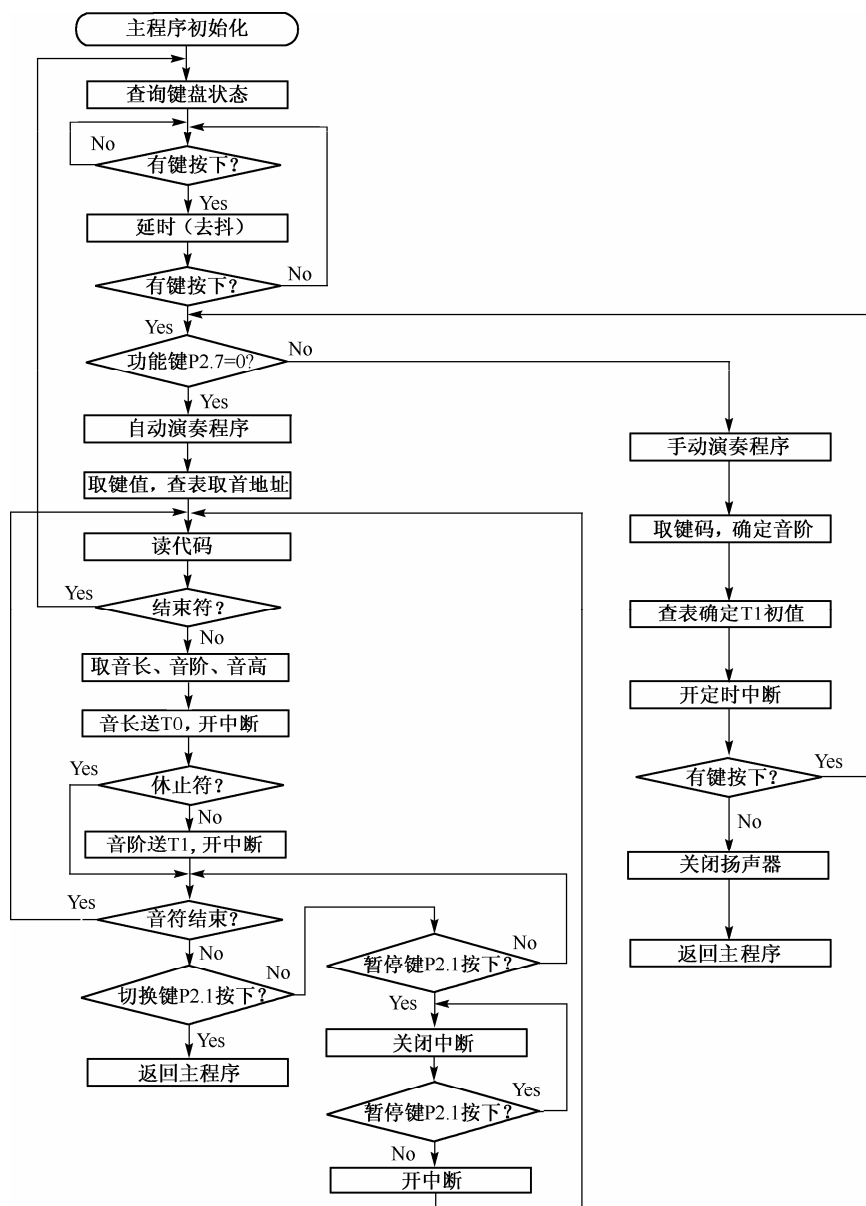 主程序初始化
查询键盘状态
No
有键按下?
Yes
延时（去抖）
有键按下?
No
Yes
功能键P2.7=0?
No
Yes
自动演奏程序
取键值，查表取首地址
读代码
Yes
结束符?
No
取音长、音阶、音高
音长送T0，开中断
Yes
休止符?
No
音阶送T1，开中断
Yes
音符结束?
No
切换键P2.1按下?
No
Yes
返回主程序
暂停键P2.1按下?
No
Yes
关闭中断
暂停键P2.1按下?
Yes
No
开中断
手动演奏程序
取键码，确定音阶
查表确定T1初值
开定时中断
有键按下?
Yes
No
关闭扬声器
返回主程序